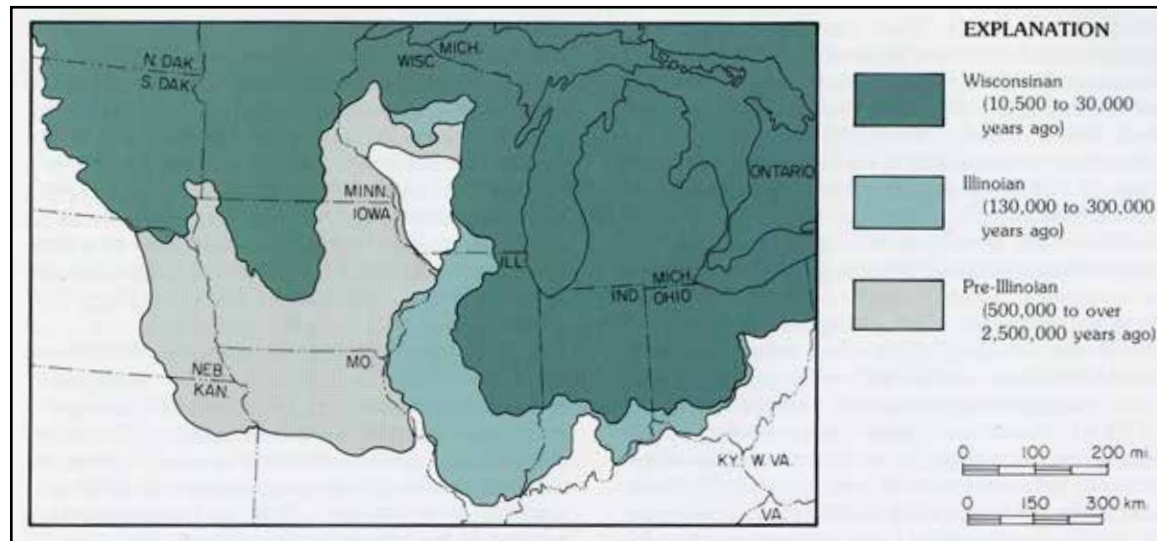 N. DAK.
S. DAK.
WISC.
MICH.
MINN.
IOWA
ONTARIO
ILL.
MICH.
IND.
OHIO
MO.
NEB.
KAN.
KY.
W. VA.
VA.
EXPLANATION
Wisconsinan
(10,500 to 30,000
years ago)
Illinoian
(130,000 to 300,000
years ago)
Pre-Illinoian
(500,000 to over
2,500,000 years ago)
0 100 200 mi.
0 150 300 km.